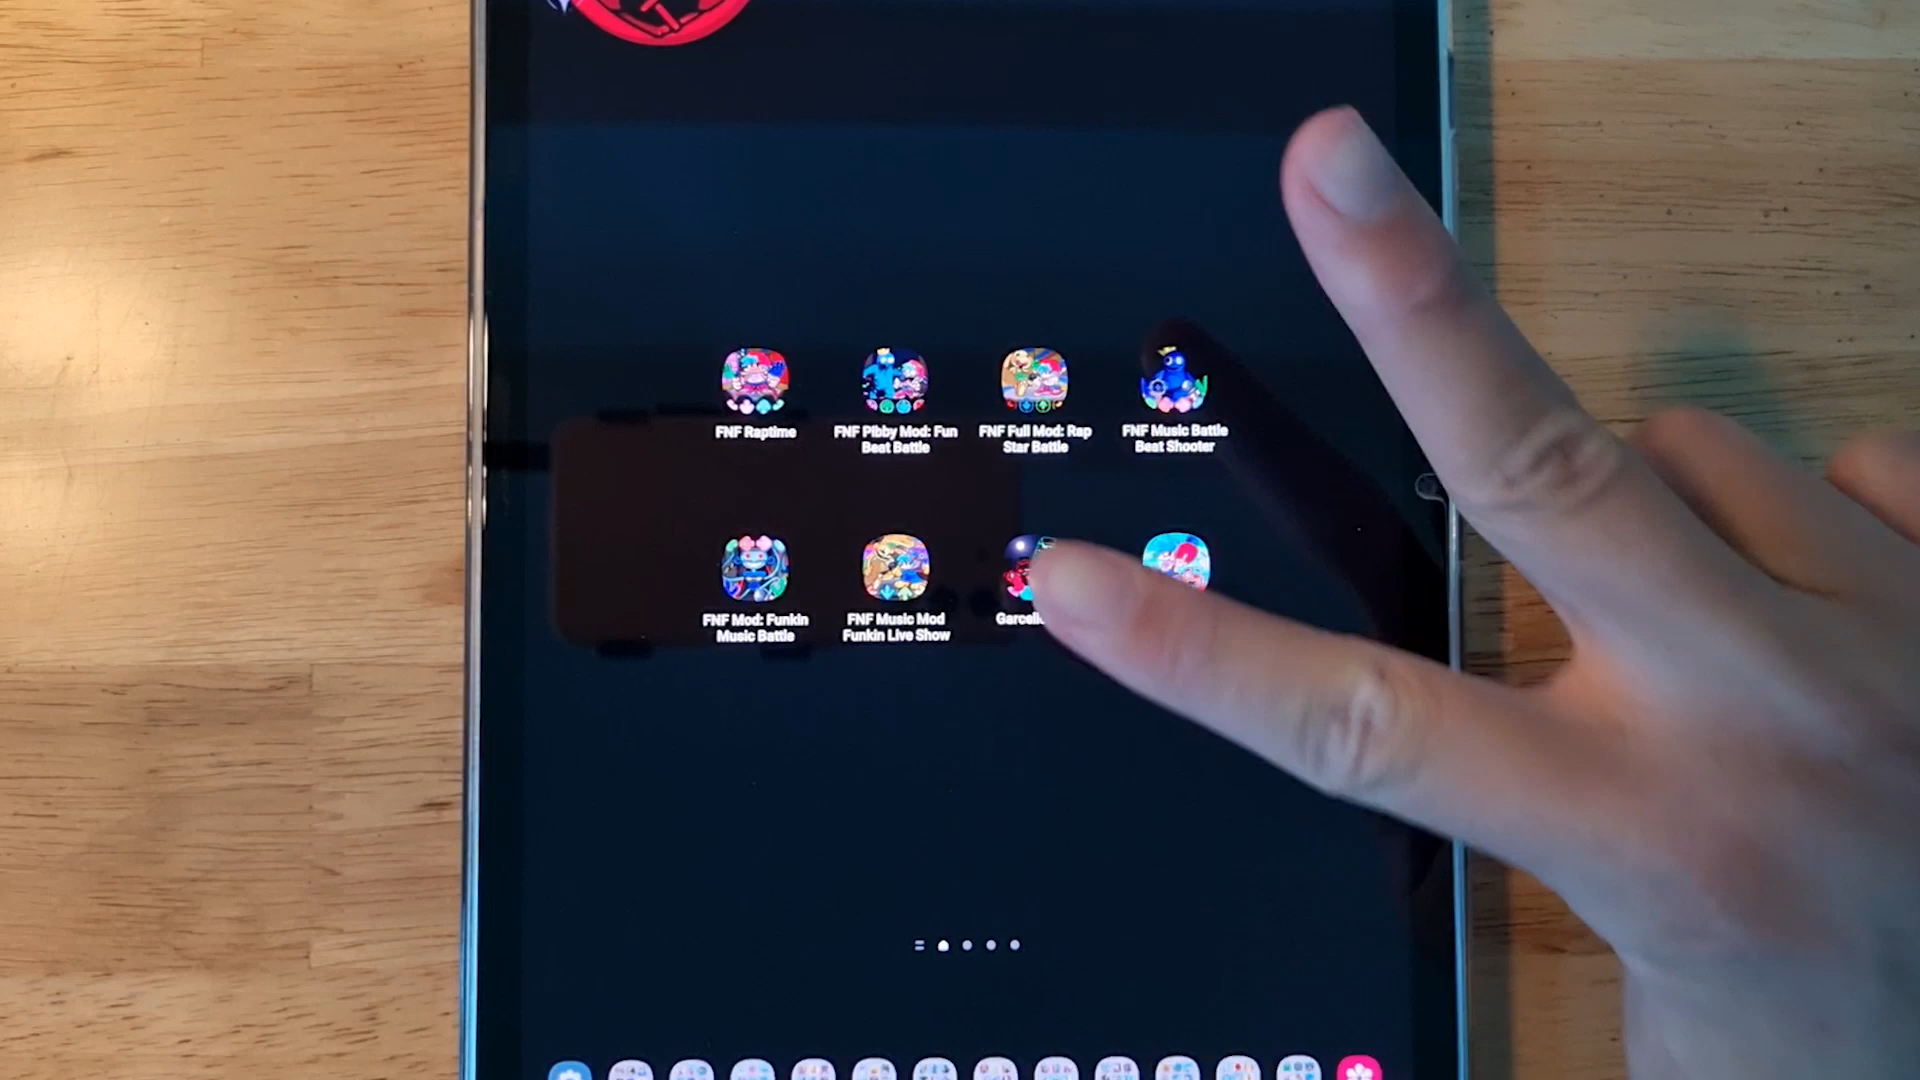 FNF Raptime
FNF Pibby Mod: Fun
Beat Battle
FNF Full Mod: Rap
Star Battle
FNF Music Battle
Beat Shooter
FNF Mod: Funkin
Music Battle
FNF Music Mod
Funkin Live Show